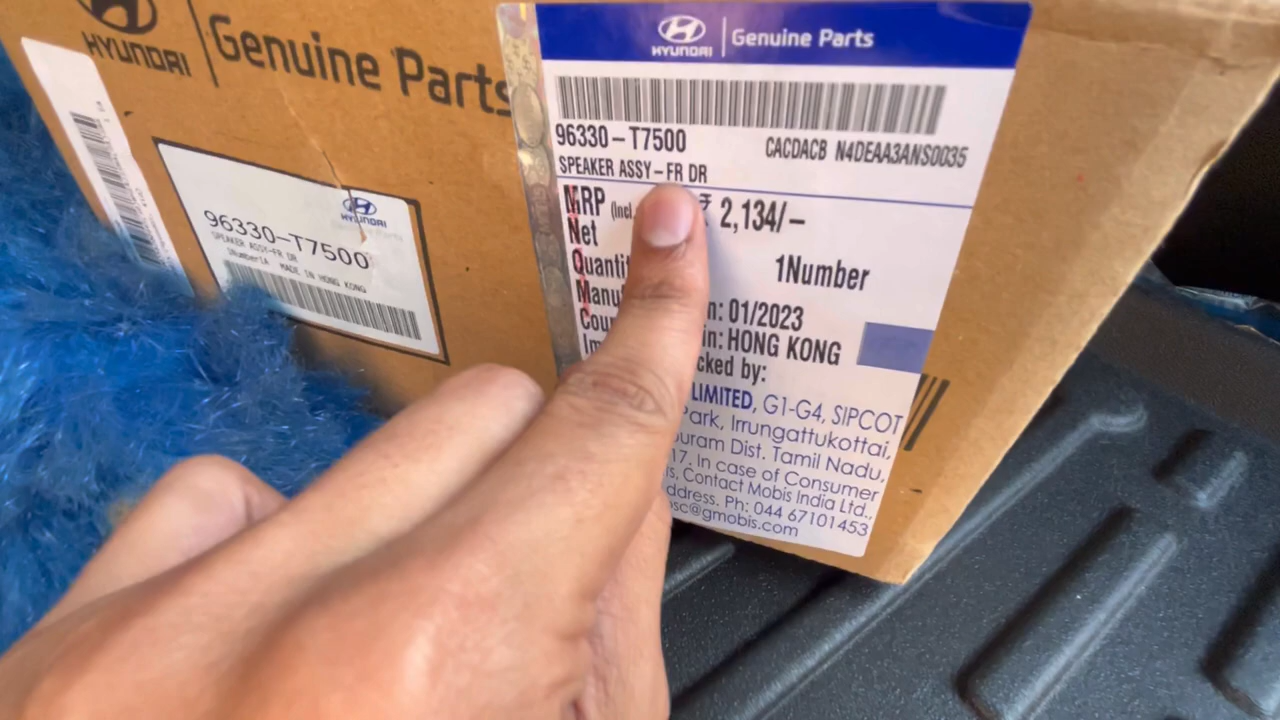 HYUNDAI
Genuine Parts
96330-T7500
SPEAKER ASSY-FR DR
1Number1A MADE IN HONG KONG
HYUNDAI
HYUNDAI
Genuine Parts
96330-T7500
CACDACB N4DEAA3ANS0035
SPEAKER ASSY-FR DR
MRP (Incl. ₹ 2,134/-
Net
Quanti 1Number
Manu n: 01/2023
Cou in: HONG KONG
Im cked by:
LIMITED, G1-G4, SIPCOT
Park, Irrungattukottai,
uram Dist. Tamil Nadu,
17. In case of Consumer
s, Contact Mobis India Ltd.,
ddress. Ph: 044 67101453
sc@gmobis.com